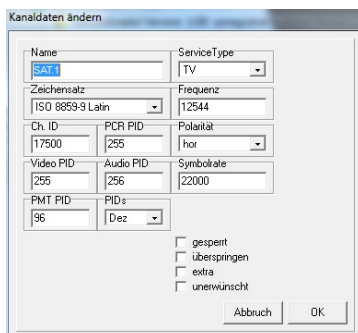 Kanaldaten ändern
Name
ServiceType
SAT.1
TV
Zeichensatz
Frequenz
ISO 8859-9 Latin
12544
Ch. ID
PCR PID
Polarität
17500
255
hor
Video PID
Audio PID
Symbolrate
255
256
22000
PMT PID
PIDs
96
Dez
gesperrt
überspringen
extra
unerwünscht
Abbruch
OK